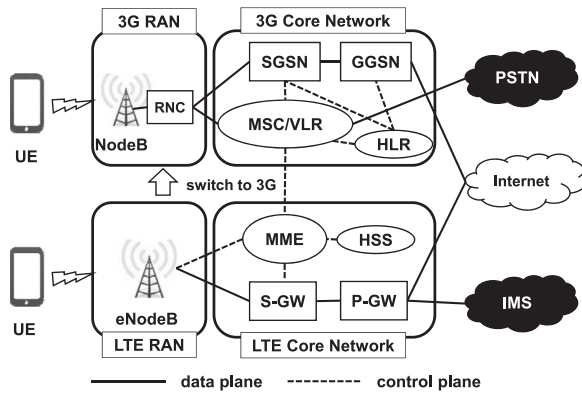 3G RAN
3G Core Network
SGSN
GGSN
PSTN
RNC
NodeB
MSC/VLR
HLR
UE
Internet
switch to 3G
MME
HSS
S-GW
P-GW
IMS
eNodeB
UE
LTE RAN
LTE Core Network
data plane
control plane